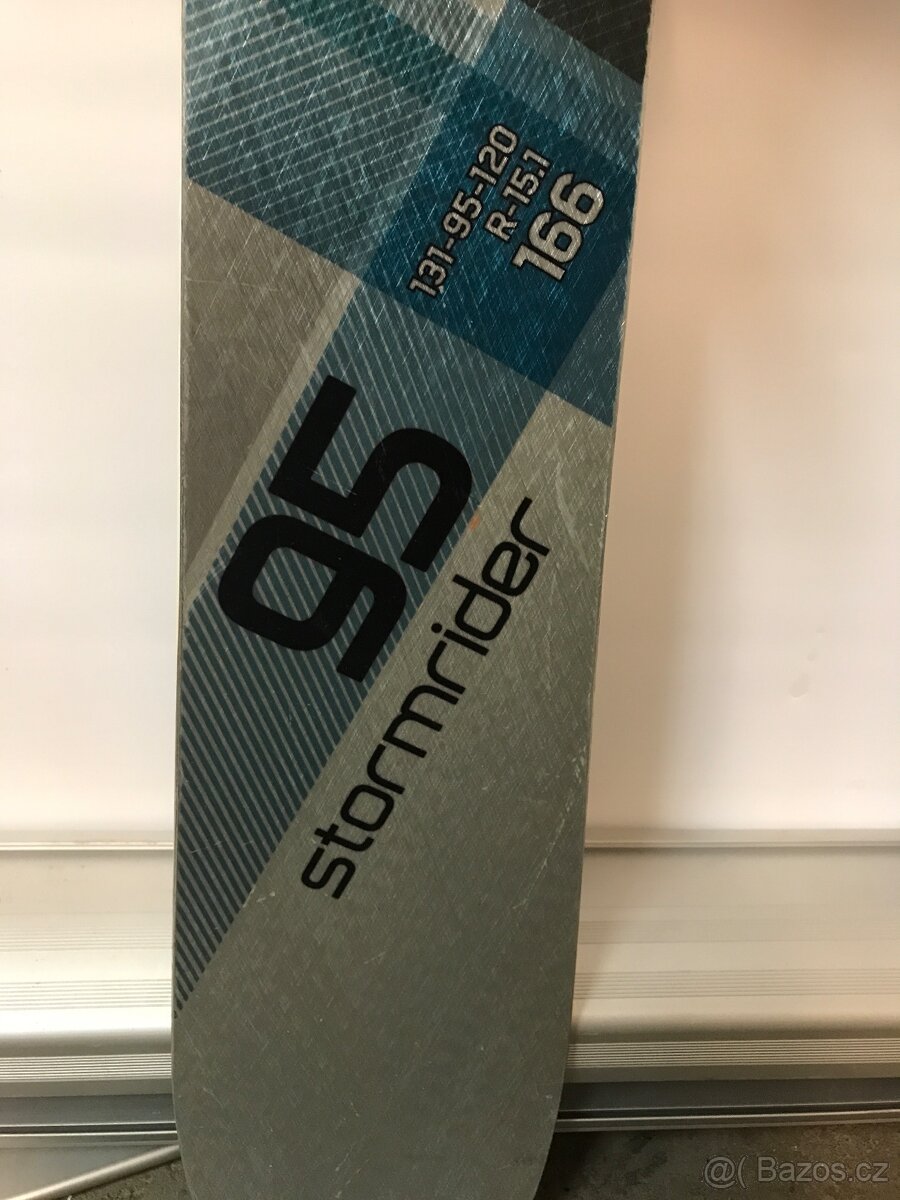 131-95-120
R-15.1
166
95
stormrider
@( Bazos.cz